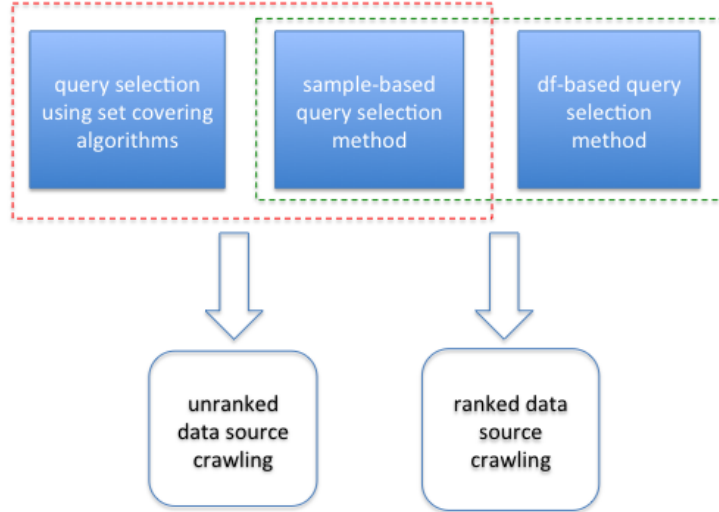 query selection
using set covering
algorithms
sample-based
query selection
method
df-based query
selection
method
unranked
data source
crawling
ranked data
source
crawling